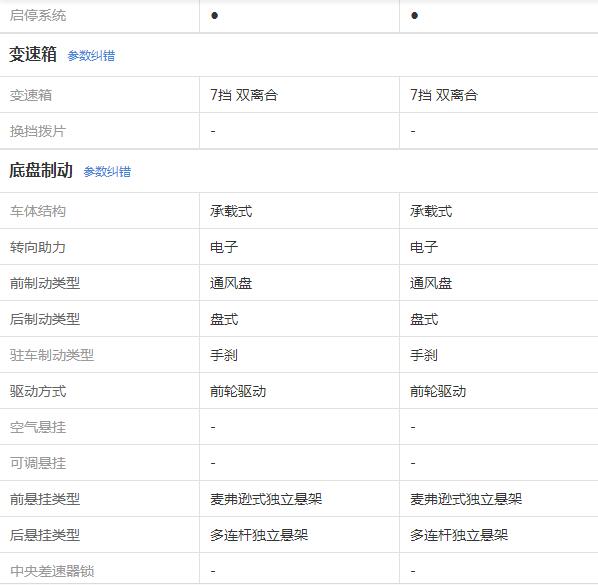 启停系统 ● ●
变速箱 参数纠错
变速箱 7挡 双离合 7挡 双离合
换挡拨片 - -
底盘制动 参数纠错
车体结构 承载式 承载式
转向助力 电子 电子
前制动类型 通风盘 通风盘
后制动类型 盘式 盘式
驻车制动类型 手刹 手刹
驱动方式 前轮驱动 前轮驱动
空气悬挂 - -
可调悬挂 - -
前悬挂类型 麦弗逊式独立悬架 麦弗逊式独立悬架
后悬挂类型 多连杆独立悬架 多连杆独立悬架
中央差速器锁 - -